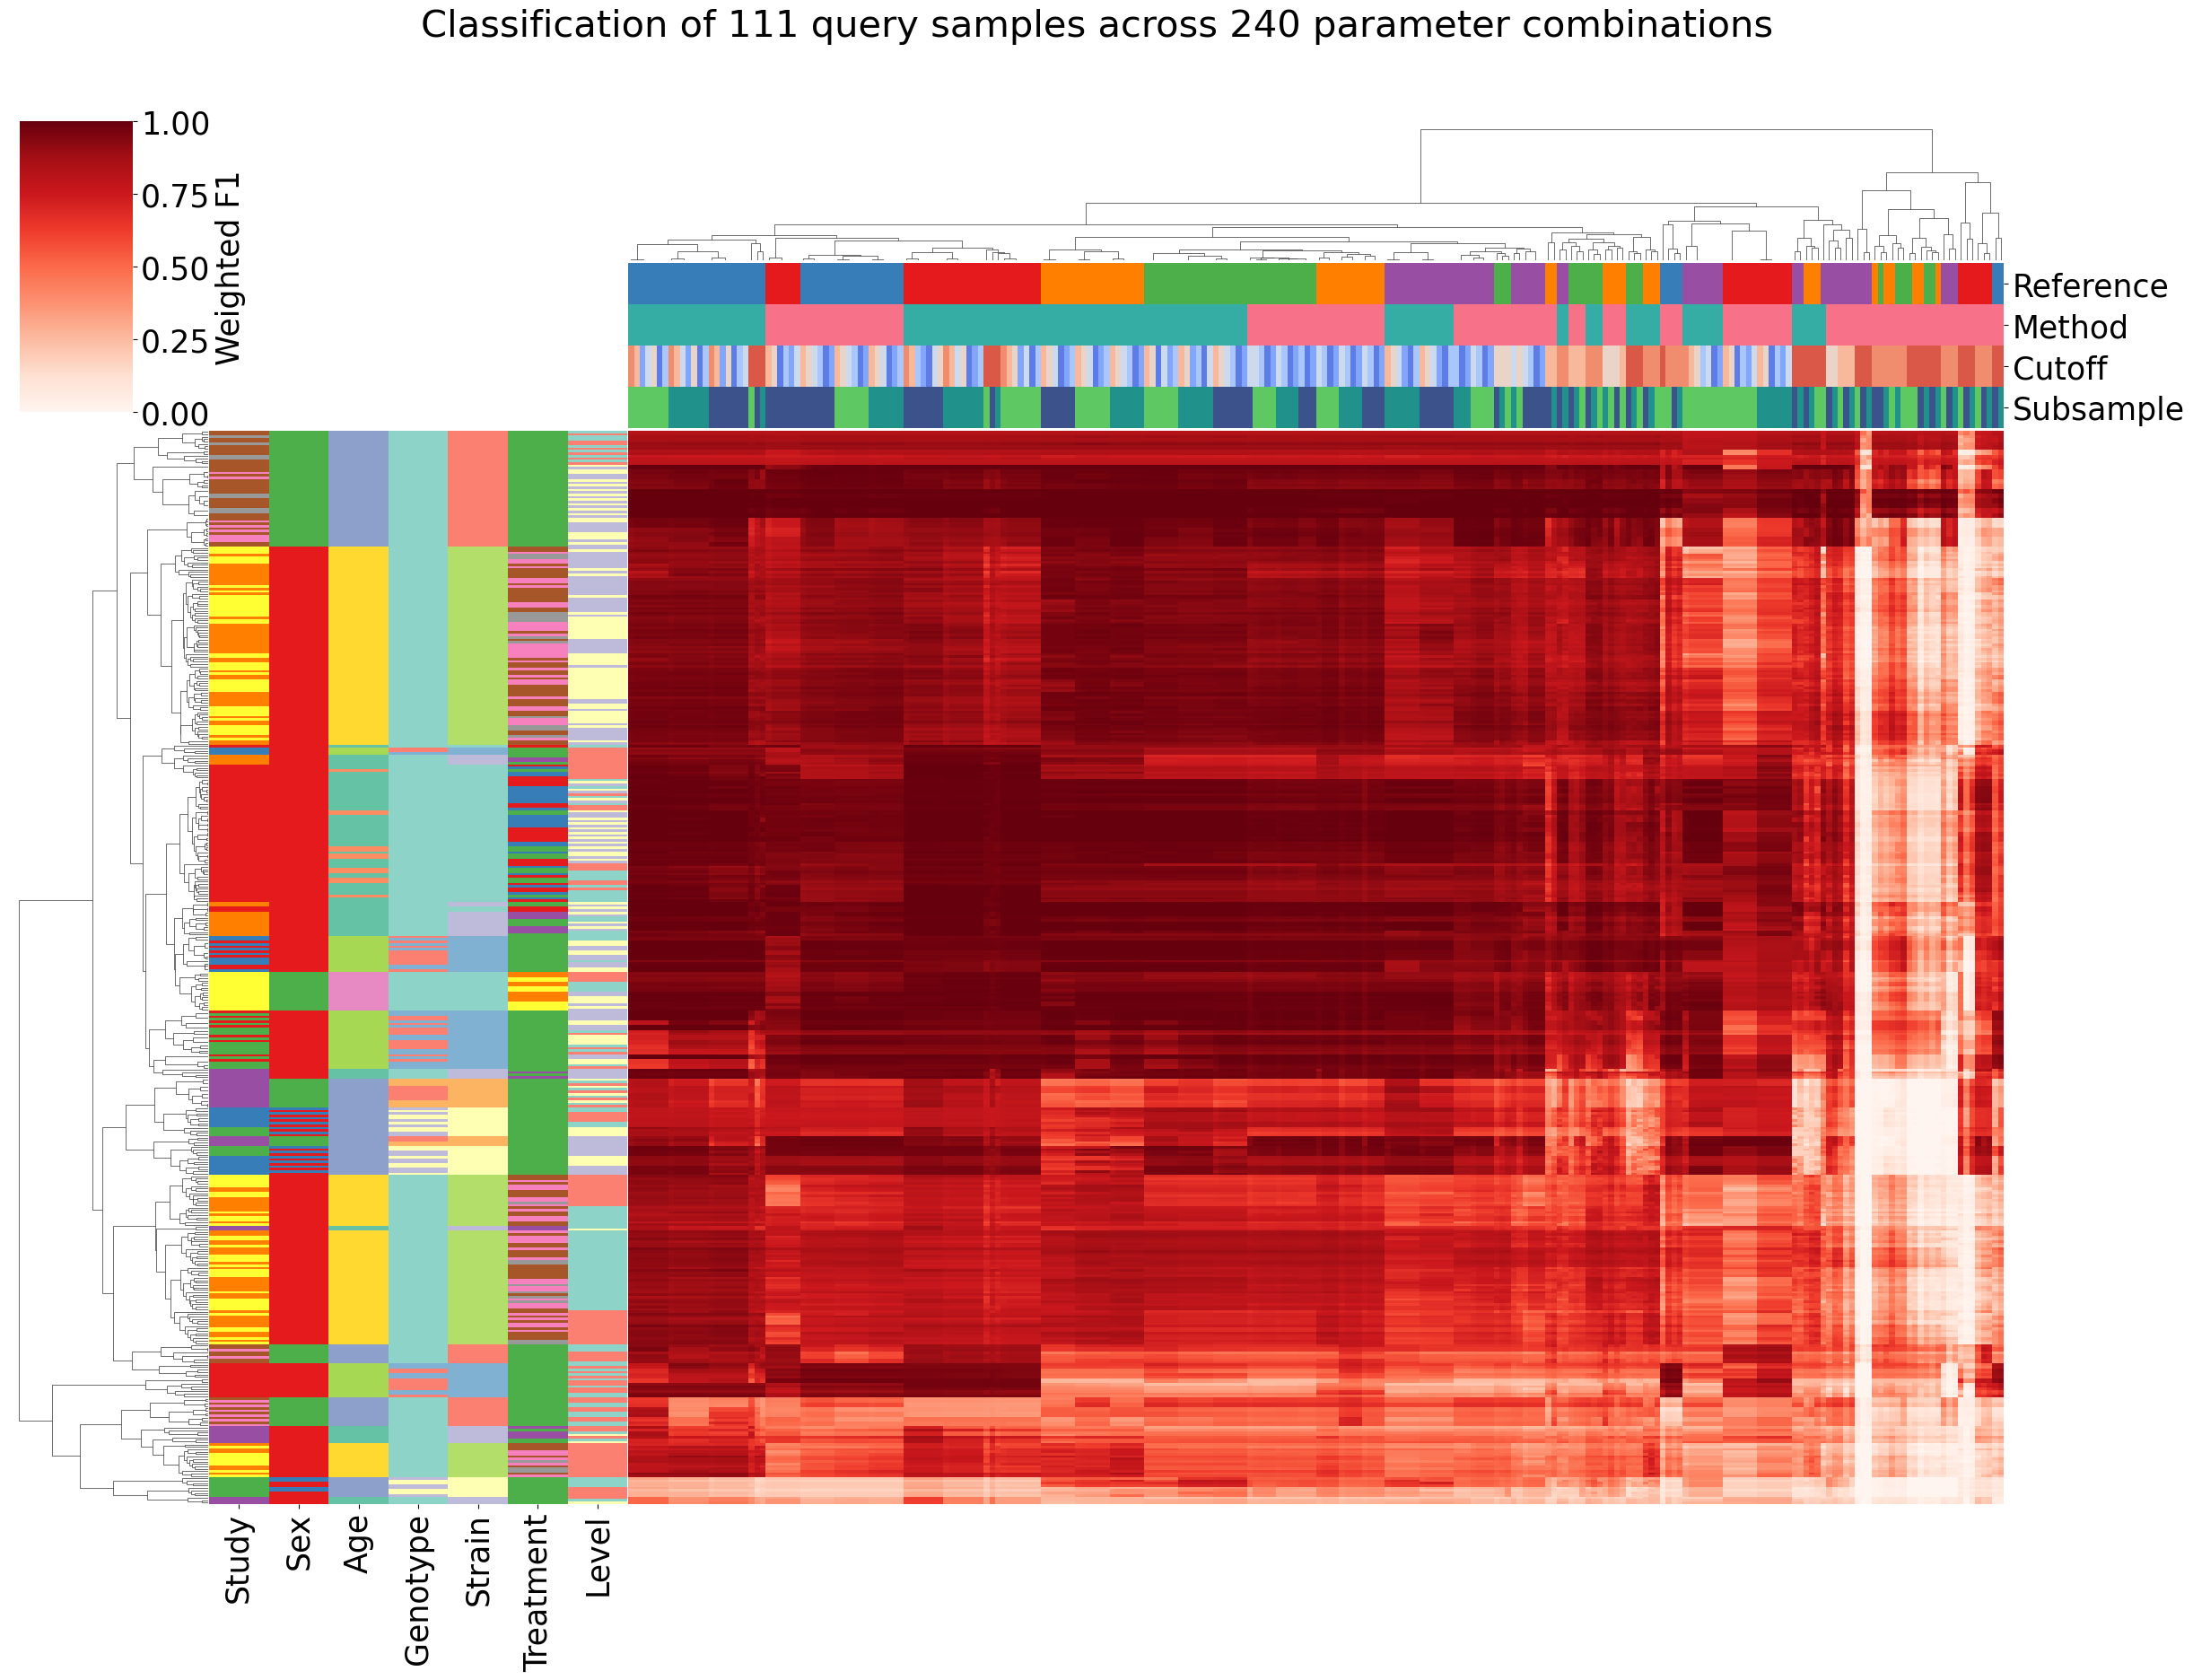 Classification of 111 query samples across 240 parameter combinations
1.00
0.75
0.50
0.25
0.00
Weighted F1
Reference
Method
Cutoff
Subsample
Study
Sex
Age
Genotype
Strain
Treatment
Level